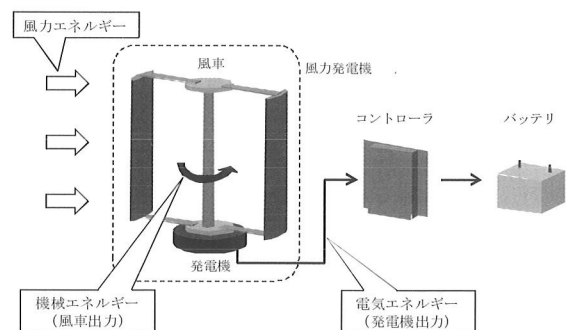 風力エネルギー
風車
風力発電機
コントローラ
バッテリ
発電機
機械エネルギー
(風車出力)
電気エネルギー
(発電機出力)